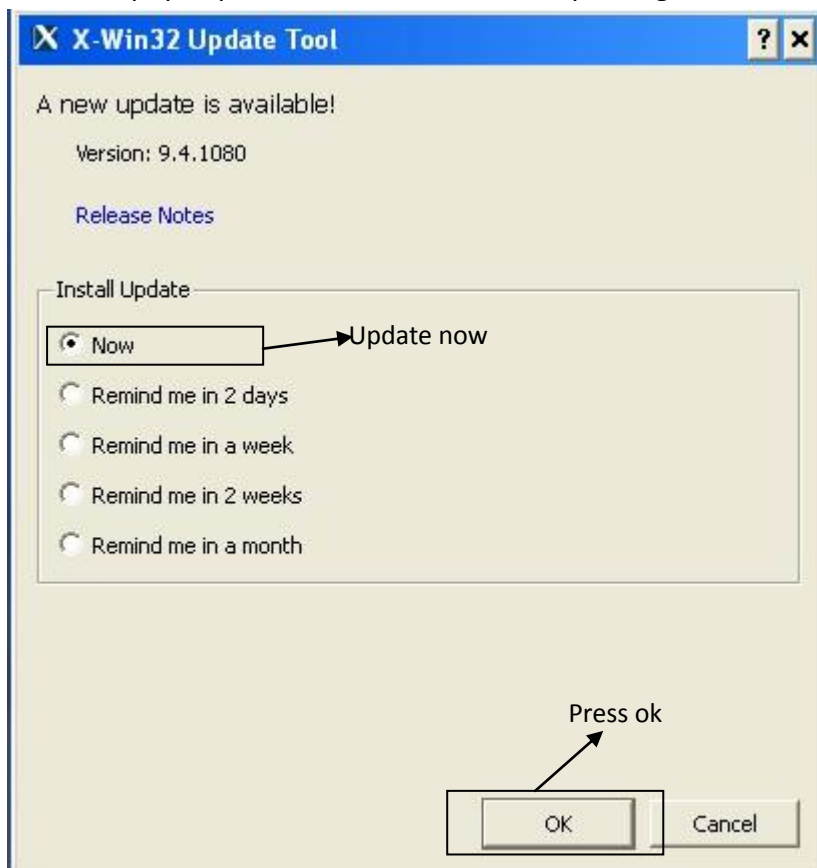 X-Win32 Update Tool
A new update is available!
Version: 9.4.1080
Release Notes
Install Update
Now
Update now
Remind me in 2 days
Remind me in a week
Remind me in 2 weeks
Remind me in a month
Press ok
OK Cancel